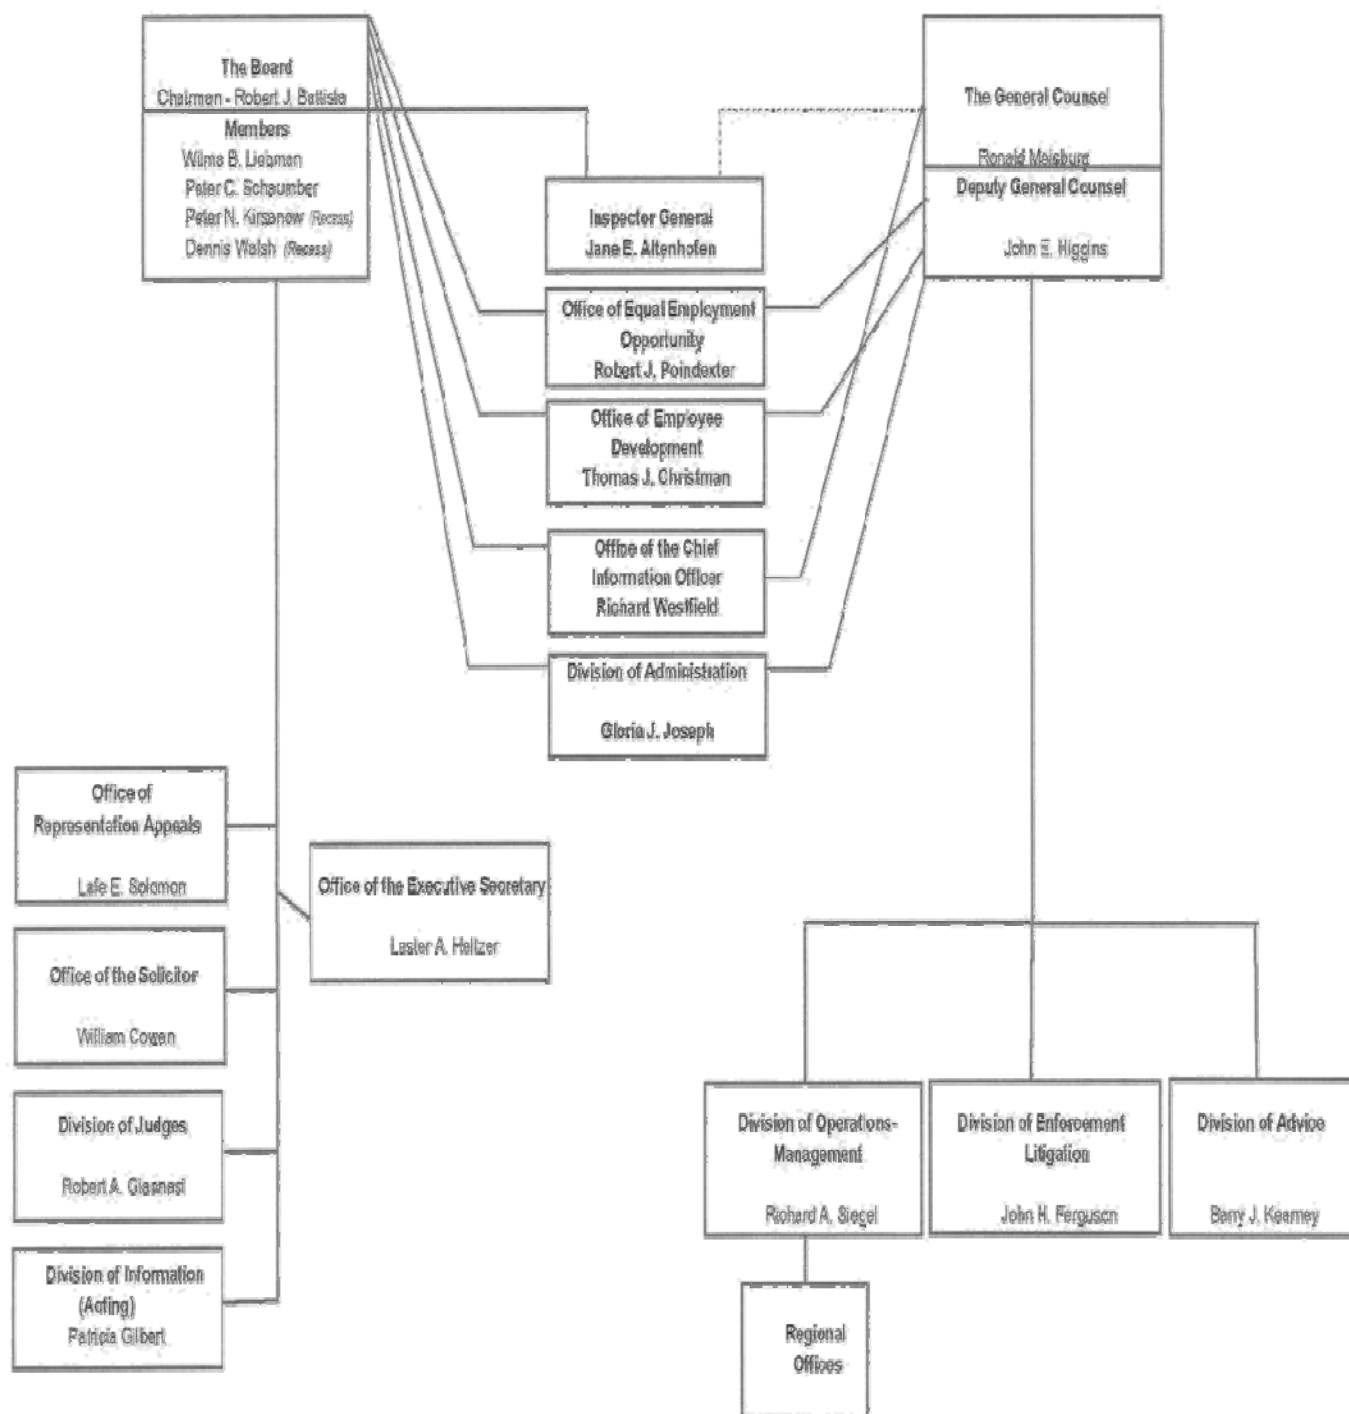 The Board
Chairman - Robert J. Battista
Members
Wilma B. Liebman
Peter C. Schaumber
Peter N. Kirsanow (Recess)
Dennis Walsh (Recess)
The General Counsel
Ronald Meisburg
Deputy General Counsel
John E. Higgins
Inspector General
Jane E. Altenhofen
Office of Equal Employment
Opportunity
Robert J. Poindexter
Office of Employee
Development
Thomas J. Christman
Office of the Chief
Information Officer
Richard Westfield
Division of Administration
Gloria J. Joseph
Office of
Representation Appeals
Lafe E. Solomon
Office of the Executive Secretary
Lester A. Heltzer
Office of the Solicitor
William Cowen
Division of Judges
Robert A. Giannasi
Division of Information
(Acting)
Patricia Gilbert
Division of Operations-
Management
Richard A. Siegel
Division of Enforcement
Litigation
John H. Ferguson
Division of Advice
Barry J. Kearney
Regional
Offices